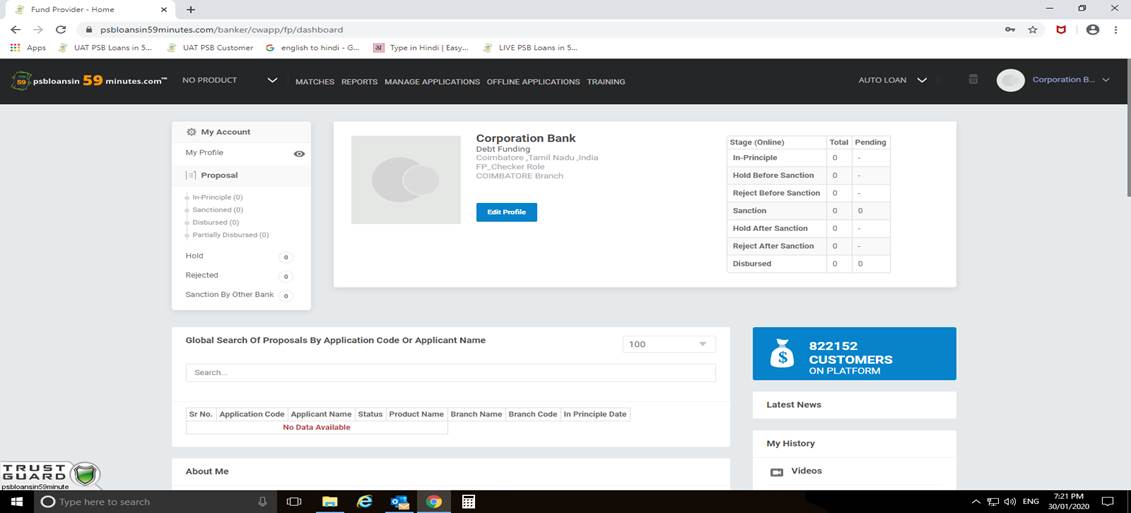 Fund Provider - Home
psbloansin59minutes.com/banker/cwapp/fp/dashboard
Apps UAT PSB Loans in 5... UAT PSB Customer english to hindi - G... Type in Hindi | Easy... LIVE PSB Loans in 5...
psbloansin 59 minutes.com™ NO PRODUCT MATCHES REPORTS MANAGE APPLICATIONS OFFLINE APPLICATIONS TRAINING AUTO LOAN Corporation B...
My Account
My Profile
Proposal
In-Principle (0)
Sanctioned (0)
Disbursed (0)
Partially Disbursed (0)
Hold 0
Rejected 0
Sanction By Other Bank 0
Corporation Bank
Debt Funding
Coimbatore ,Tamil Nadu ,India
FP_Checker Role
COIMBATORE Branch
Edit Profile
Stage (Online) Total Pending
In-Principle 0 -
Hold Before Sanction 0 -
Reject Before Sanction 0 -
Sanction 0 0
Hold After Sanction 0 -
Reject After Sanction 0 -
Disbursed 0 0
Global Search Of Proposals By Application Code Or Applicant Name 100
Search...
Sr No. Application Code Applicant Name Status Product Name Branch Name Branch Code In Principle Date
No Data Available
About Me
822152
CUSTOMERS
ON PLATFORM
Latest News
My History
Videos
TRUST
GUARD
psbloansin59minute
Type here to search
ENG
7:21 PM
30/01/2020